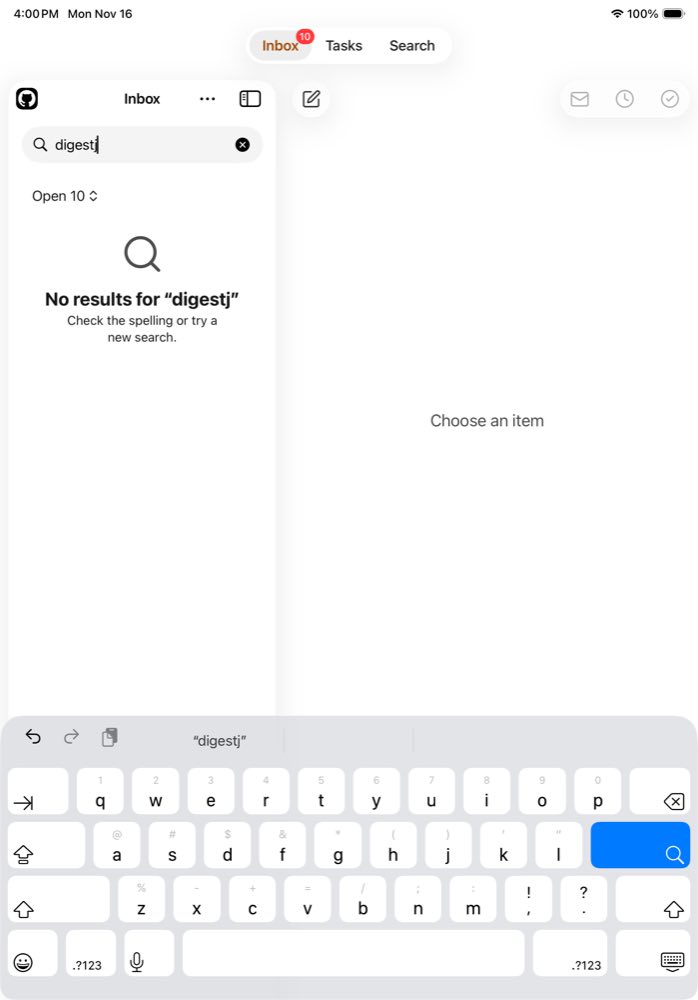 4:00 PM Mon Nov 16
100%
Inbox 10 Tasks Search
Inbox
digestj
Open 10
No results for “digestj”
Check the spelling or try a
new search.
Choose an item
“digestj”
1 2 3 4 5 6 7 8 9 0
q w e r t y u i o p
@ # $ & * ( ) ' "
a s d f g h j k l
% - + = / ; : ! ?
z x c v b n m , .
.?123 .?123